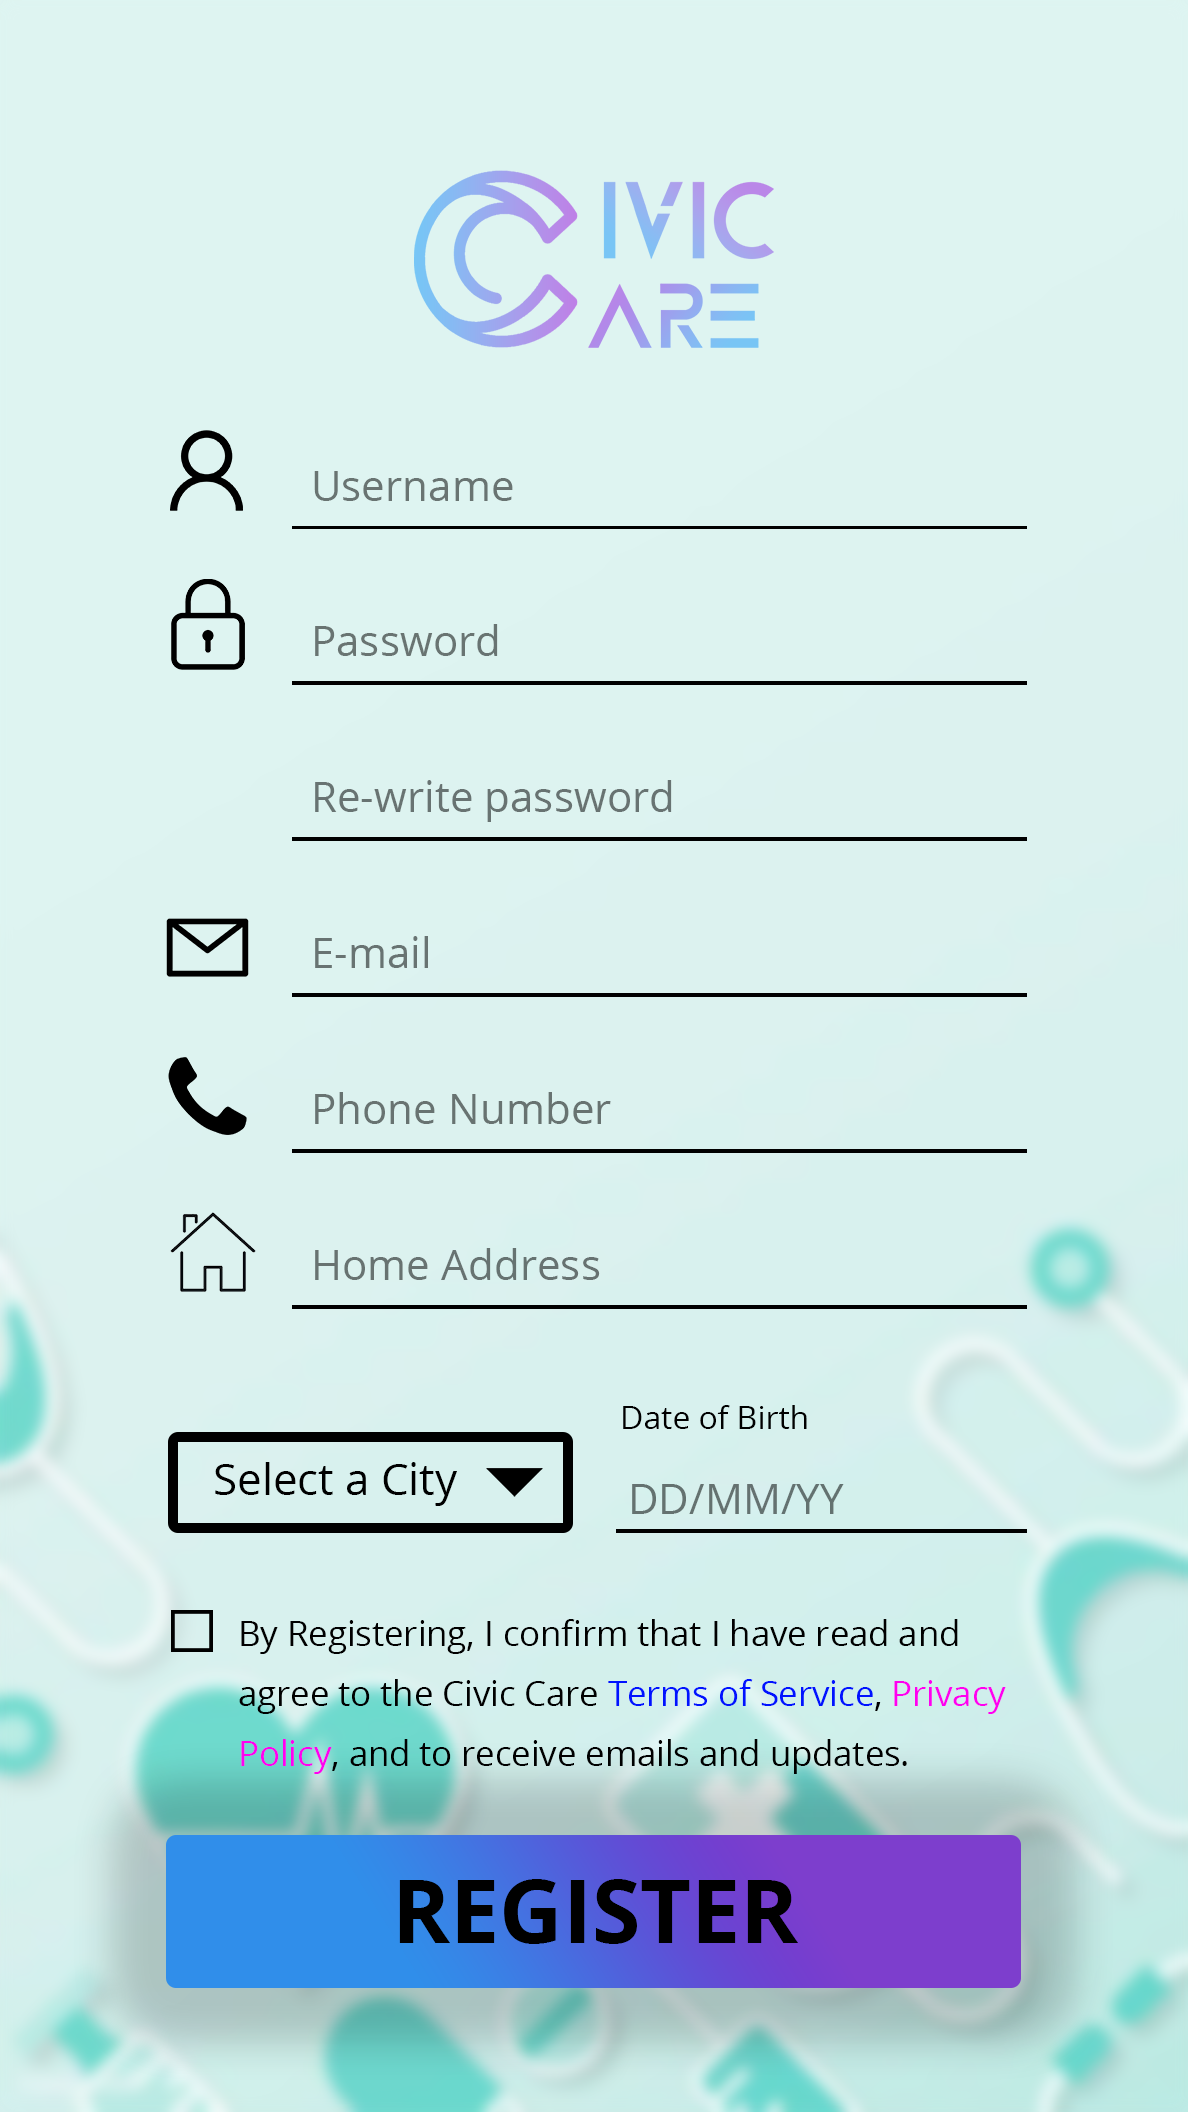 CIVIC
CARE
Username
Password
Re-write password
E-mail
Phone Number
Home Address
Date of Birth
Select a City
DD/MM/YY
By Registering, I confirm that I have read and
agree to the Civic Care Terms of Service, Privacy
Policy, and to receive emails and updates.
REGISTER